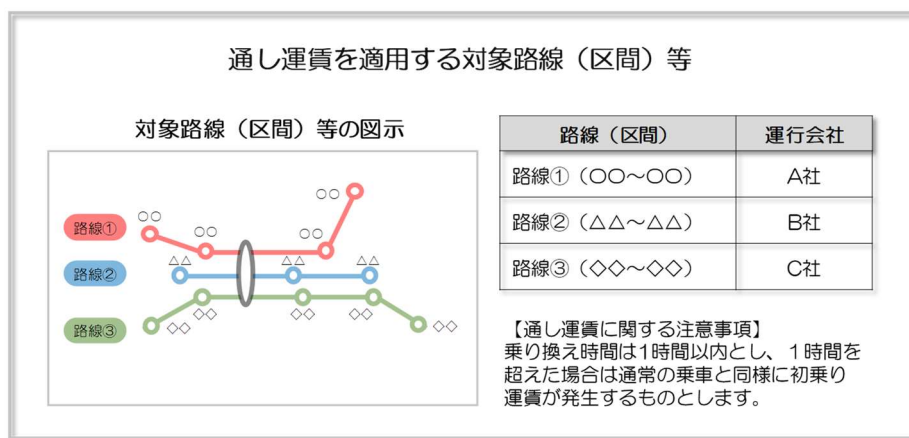 通し運賃を適用する対象路線（区間）等
対象路線（区間）等の図示
路線①
路線②
路線③
〇〇
〇〇
〇〇
〇〇
△△
△△
△△
◇◇
◇◇
◇◇
◇◇
◇◇
路線（区間） 運行会社
路線①（〇〇～〇〇） A社
路線②（△△～△△） B社
路線③（◇◇～◇◇） C社
【通し運賃に関する注意事項】
乗り換え時間は1時間以内とし、１時間を
超えた場合は通常の乗車と同様に初乗り
運賃が発生するものとします。